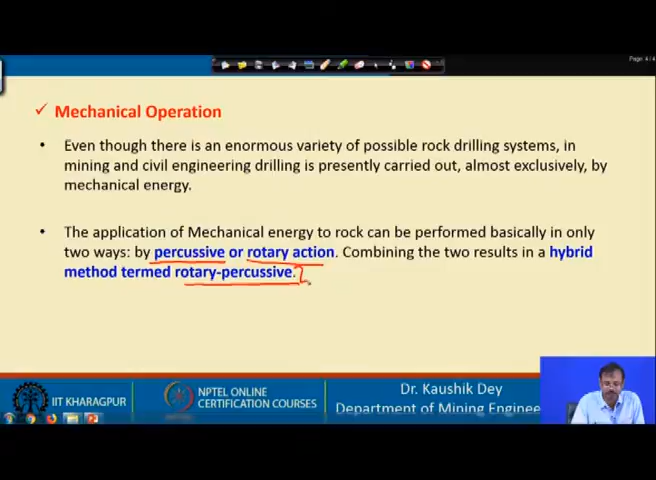 Page 4/4
✓ Mechanical Operation
• Even though there is an enormous variety of possible rock drilling systems, in
mining and civil engineering drilling is presently carried out, almost exclusively, by
mechanical energy.
• The application of Mechanical energy to rock can be performed basically in only
two ways: by percussive or rotary action. Combining the two results in a hybrid
method termed rotary-percussive.
IIT KHARAGPUR
NPTEL ONLINE
CERTIFICATION COURSES
Dr. Kaushik Dey
Department of Mining Enginee